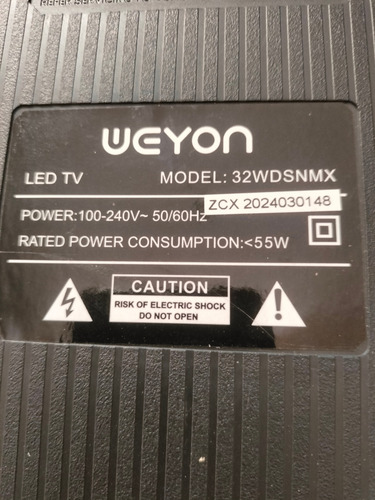 WEYON
LED TV MODEL: 32WDSNMX
ZCX 2024030148
POWER:100-240V~ 50/60Hz
RATED POWER CONSUMPTION:<55W
CAUTION
RISK OF ELECTRIC SHOCK
DO NOT OPEN